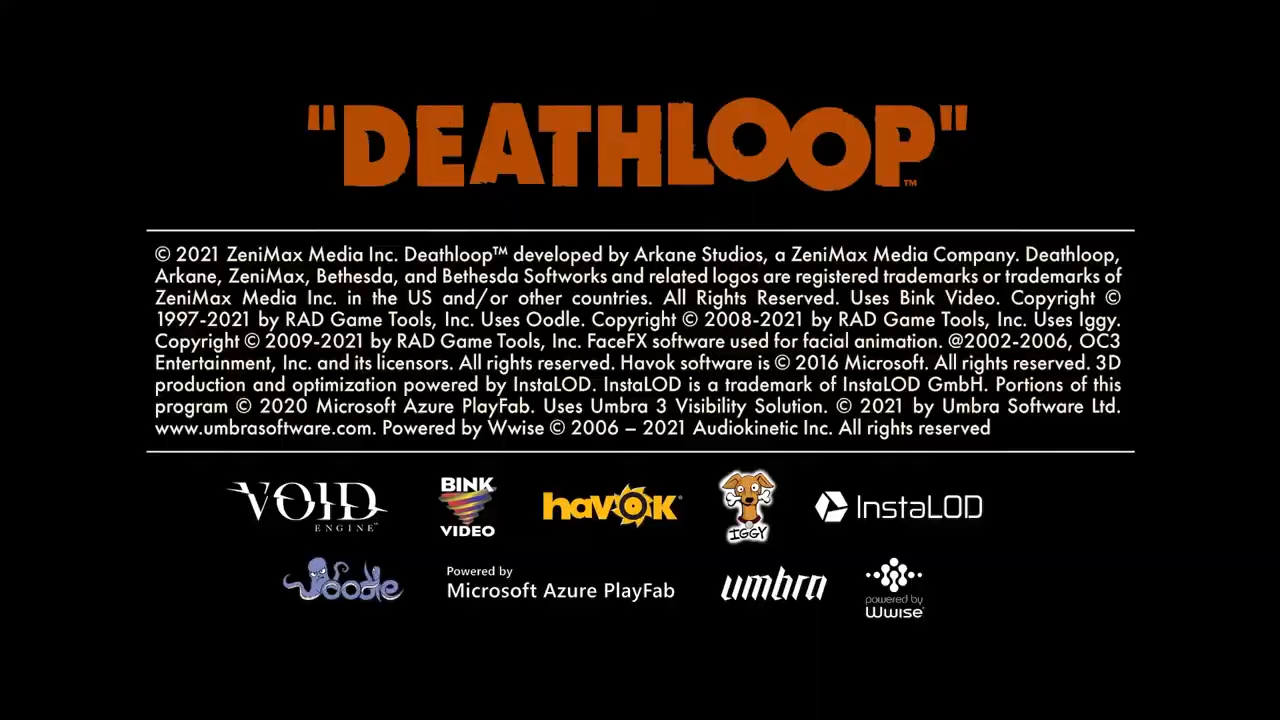 "DEATHLOOP"™
© 2021 ZeniMax Media Inc. Deathloop™ developed by Arkane Studios, a ZeniMax Media Company. Deathloop,
Arkane, ZeniMax, Bethesda, and Bethesda Softworks and related logos are registered trademarks or trademarks of
ZeniMax Media Inc. in the US and/or other countries. All Rights Reserved. Uses Bink Video. Copyright ©
1997-2021 by RAD Game Tools, Inc. Uses Oodle. Copyright © 2008-2021 by RAD Game Tools, Inc. Uses Iggy.
Copyright © 2009-2021 by RAD Game Tools, Inc. FaceFX software used for facial animation. @2002-2006, OC3
Entertainment, Inc. and its licensors. All rights reserved. Havok software is © 2016 Microsoft. All rights reserved. 3D
production and optimization powered by InstaLOD. InstaLOD is a trademark of InstaLOD GmbH. Portions of this
program © 2020 Microsoft Azure PlayFab. Uses Umbra 3 Visibility Solution. © 2021 by Umbra Software Ltd.
www.umbrasoftware.com. Powered by Wwise © 2006 – 2021 Audiokinetic Inc. All rights reserved
VOID
ENGINE™
BINK
VIDEO
havok®
IGGY
InstaLOD
oodle
Powered by
Microsoft Azure PlayFab
umbra
powered by
Wwise